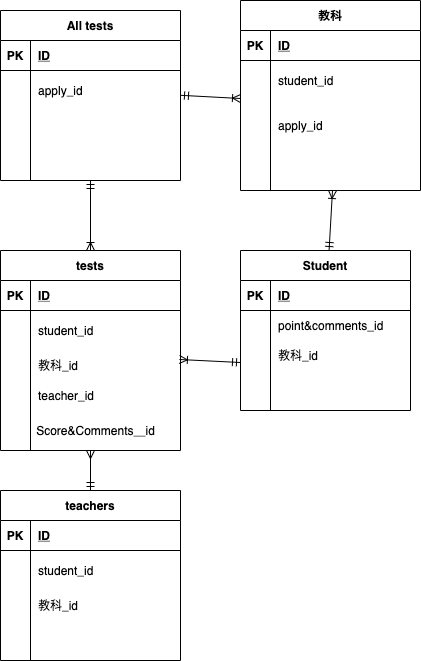 All tests
PK ID
apply_id
教科
PK ID
student_id
apply_id
tests
PK ID
student_id
教科_id
teacher_id
Score&Comments__id
Student
PK ID
point&comments_id
教科_id
teachers
PK ID
student_id
教科_id